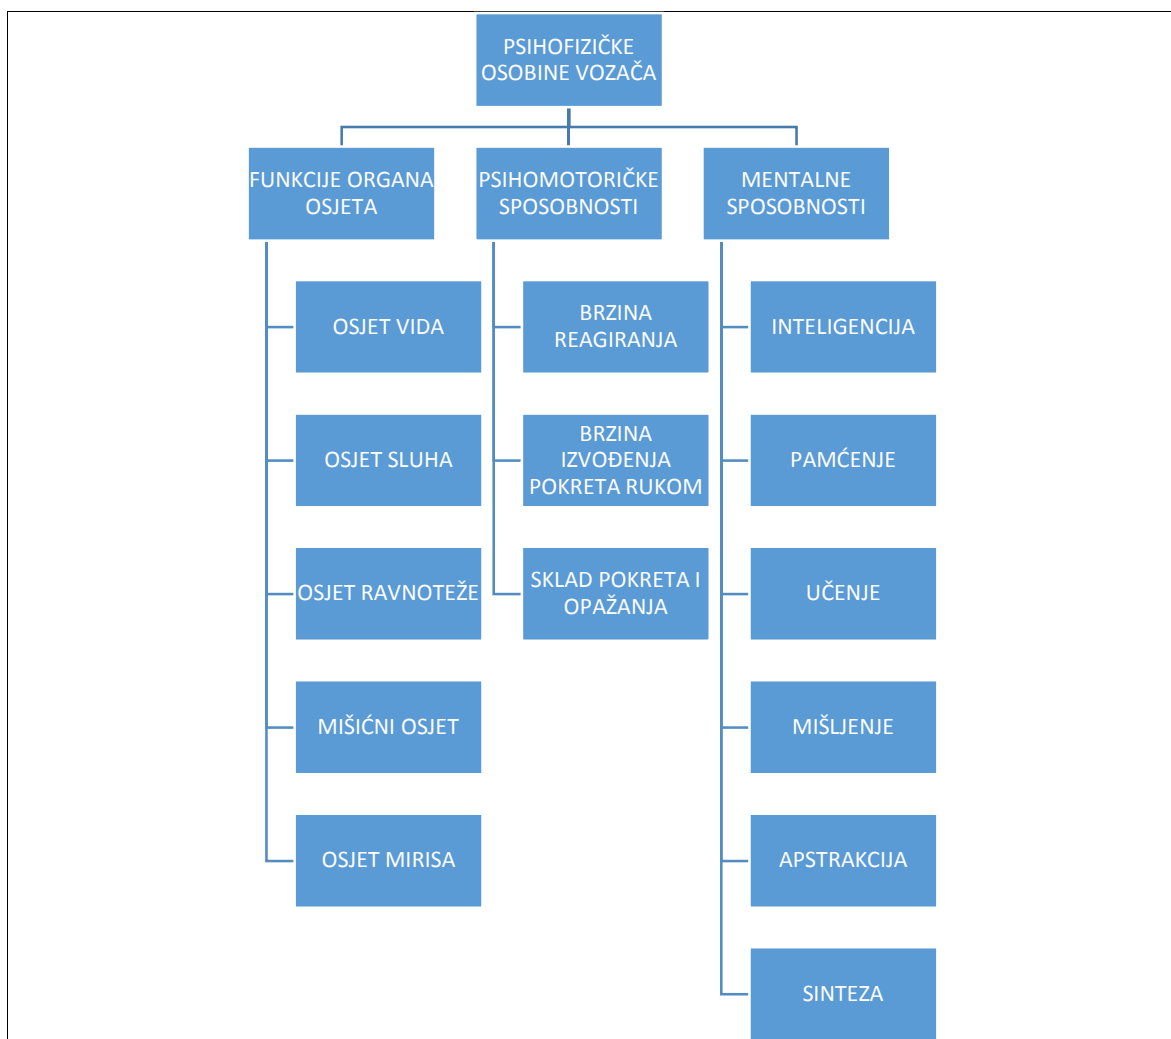 PSIHOFIZIČKE
OSOBINE VOZAČA
FUNKCIJE ORGANA
OSJETA
OSJET VIDA
OSJET SLUHA
OSJET RAVNOTEŽE
MIŠIĆNI OSJET
OSJET MIRISA
PSIHOMOTORIČKE
SPOSOBNOSTI
BRZINA
REAGIRANJA
BRZINA
IZVOĐENJA
POKRETA RUKOM
SKLAD POKRETA I
OPAŽANJA
MENTALNE
SPOSOBNOSTI
INTELIGENCIJA
PAMĆENJE
UČENJE
MIŠLJENJE
APSTRAKCIJA
SINTEZA